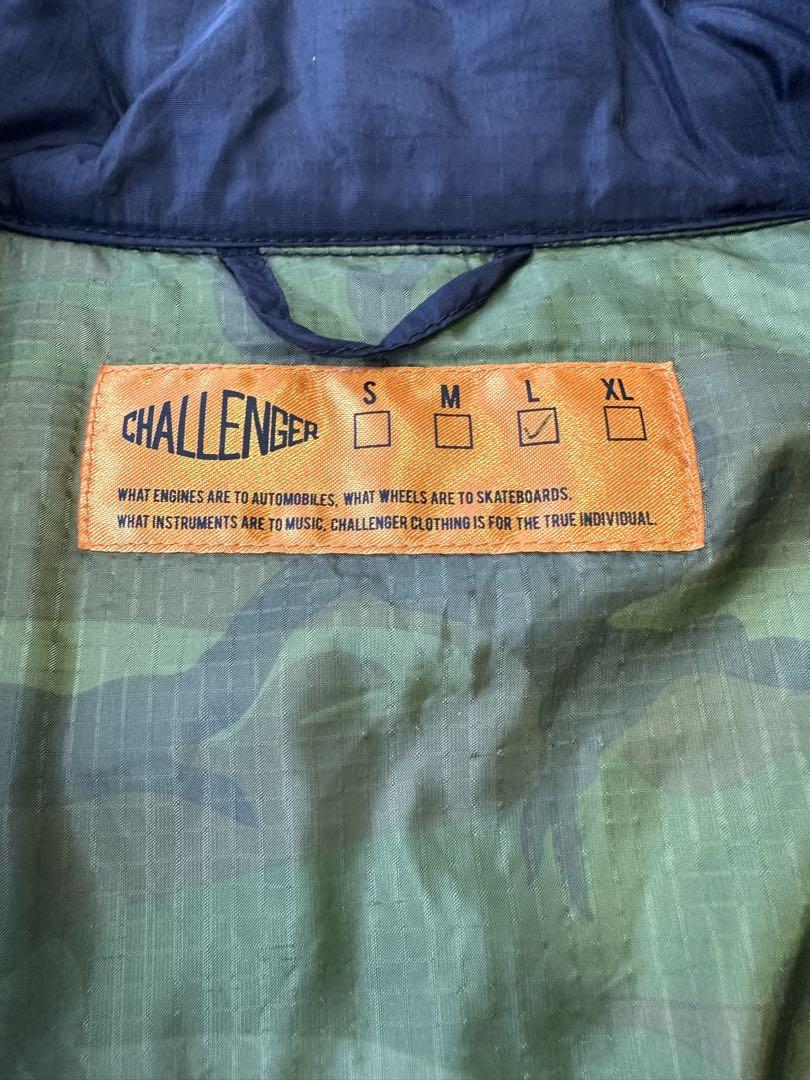 CHALLENGER
S M L XL
WHAT ENGINES ARE TO AUTOMOBILES, WHAT WHEELS ARE TO SKATEBOARDS.
WHAT INSTRUMENTS ARE TO MUSIC, CHALLENGER CLOTHING IS FOR THE TRUE INDIVIDUAL.